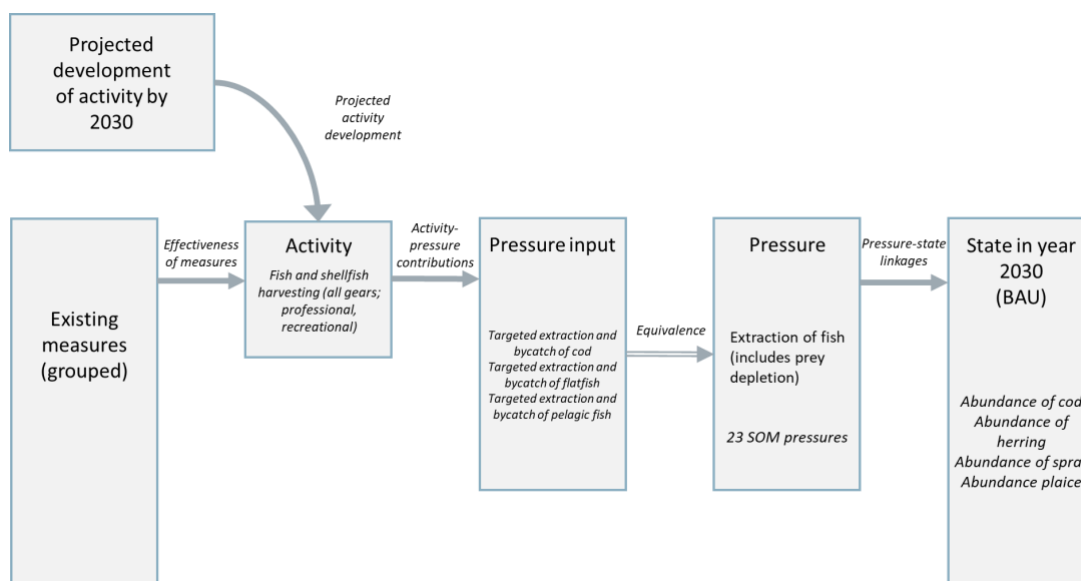 Projected
development
of activity by
2030
Projected
activity
development
Existing
measures
(grouped)
Effectiveness
of measures
Activity
Fish and shellfish
harvesting (all gears;
professional,
recreational)
Activity-
pressure
contributions
Pressure input
Targeted extraction and
bycatch of cod
Targeted extraction and
bycatch of flatfish
Targeted extraction and
bycatch of pelagic fish
Equivalence
Pressure
Extraction of fish
(includes prey
depletion)
23 SOM pressures
Pressure-state
linkages
State in year
2030
(BAU)
Abundance of cod
Abundance of
herring
Abundance of spra
Abundance plaice